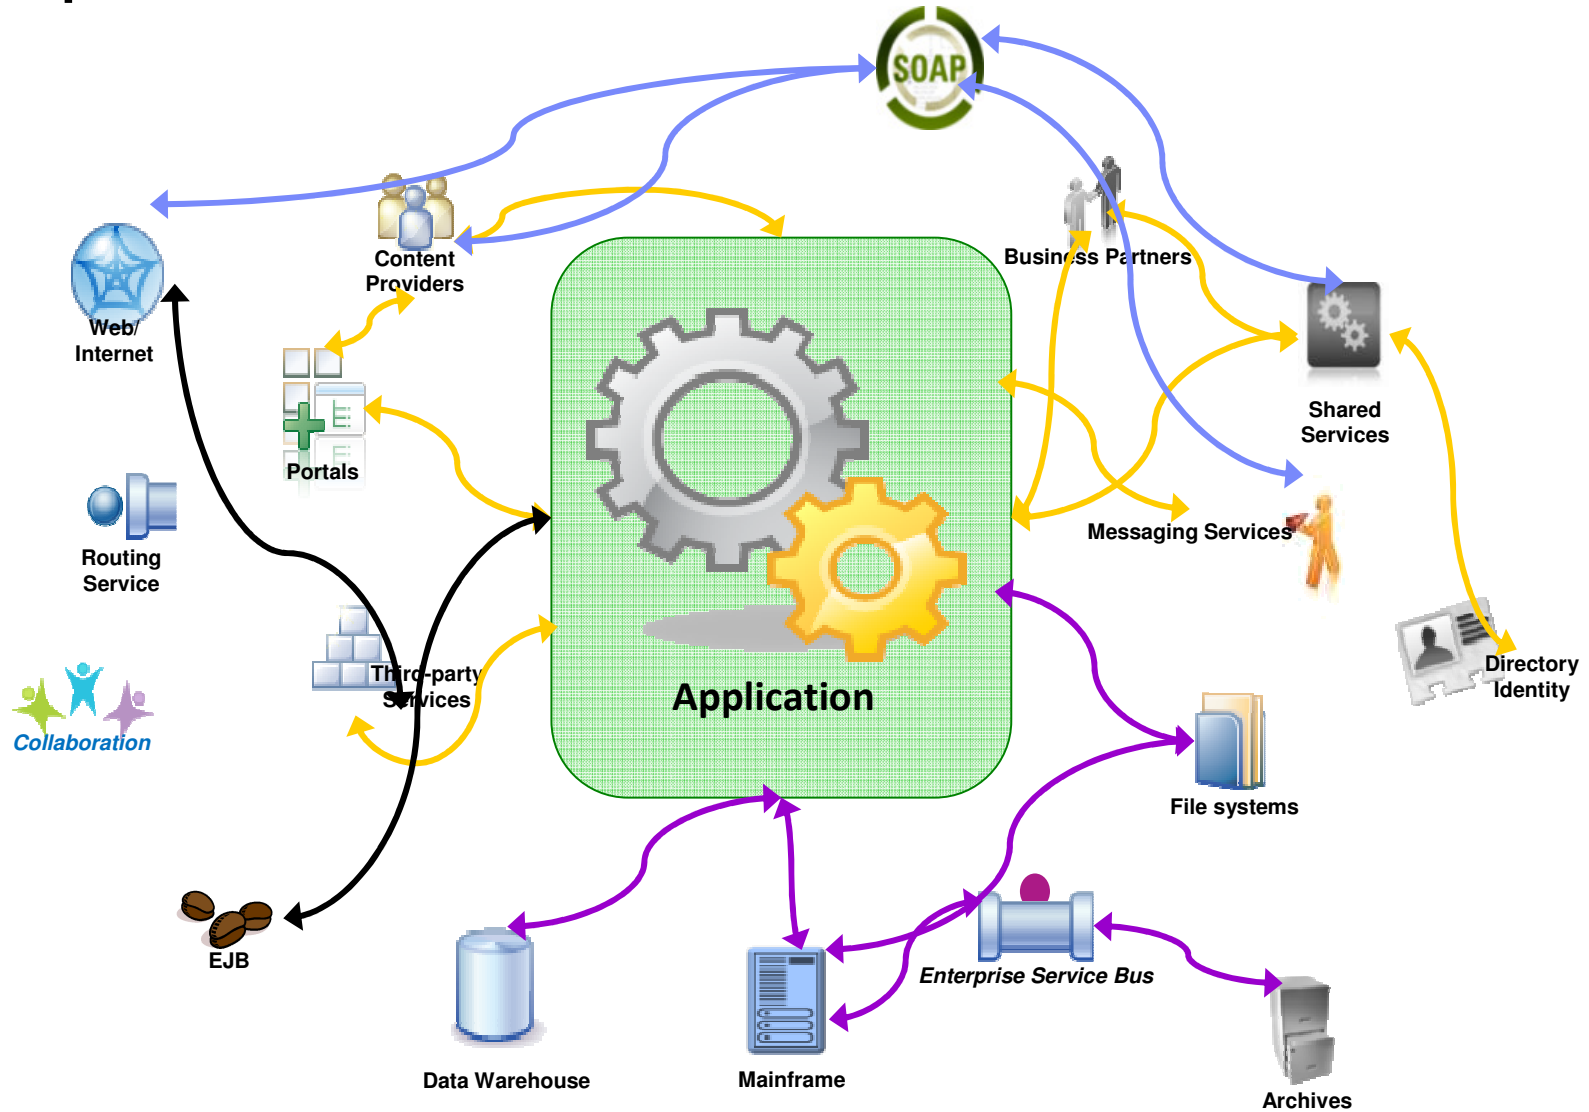 SOAP
Content
Providers
Business Partners
Web/
Internet
Shared
Services
Portals
Messaging Services
Routing
Service
Third-party
Services
Directory
Identity
Application
Collaboration
File systems
EJB
Enterprise Service Bus
Data Warehouse
Mainframe
Archives